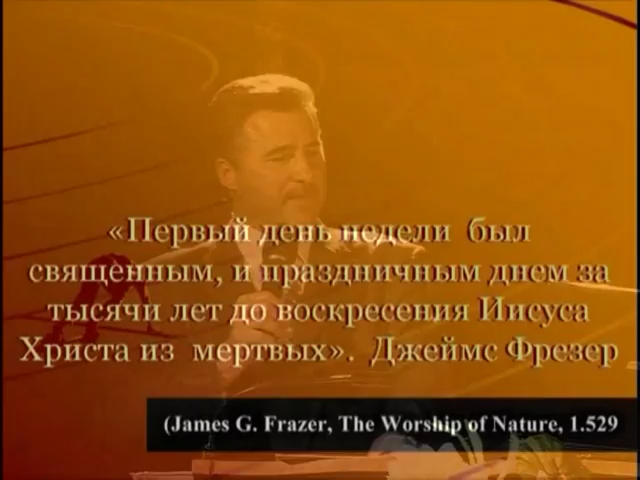 «Первый день недели был
священным, и праздничным днем за
тысячи лет до воскресения Иисуса
Христа из мертвых». Джеймс Фрезер
(James G. Frazer, The Worship of Nature, 1.529